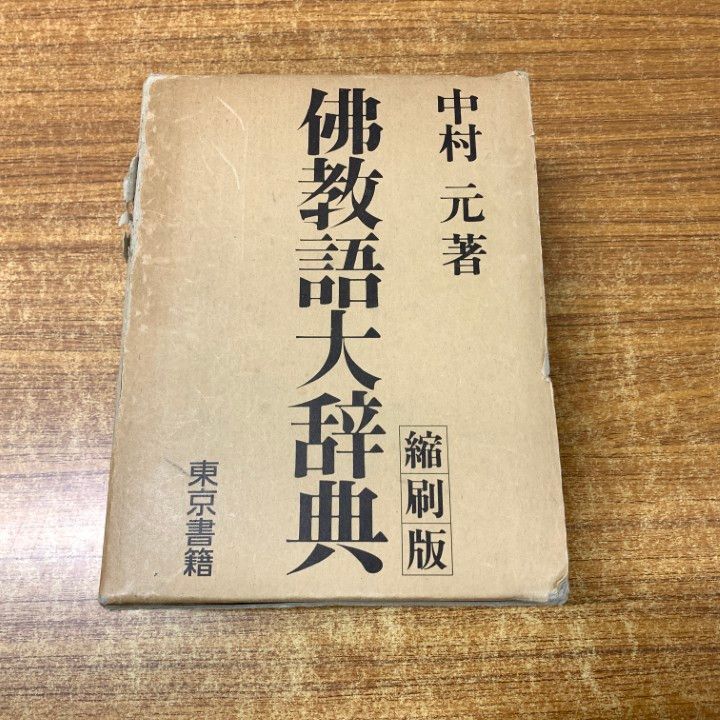 中村 元著
佛教語大辞典
縮刷版
東京書籍